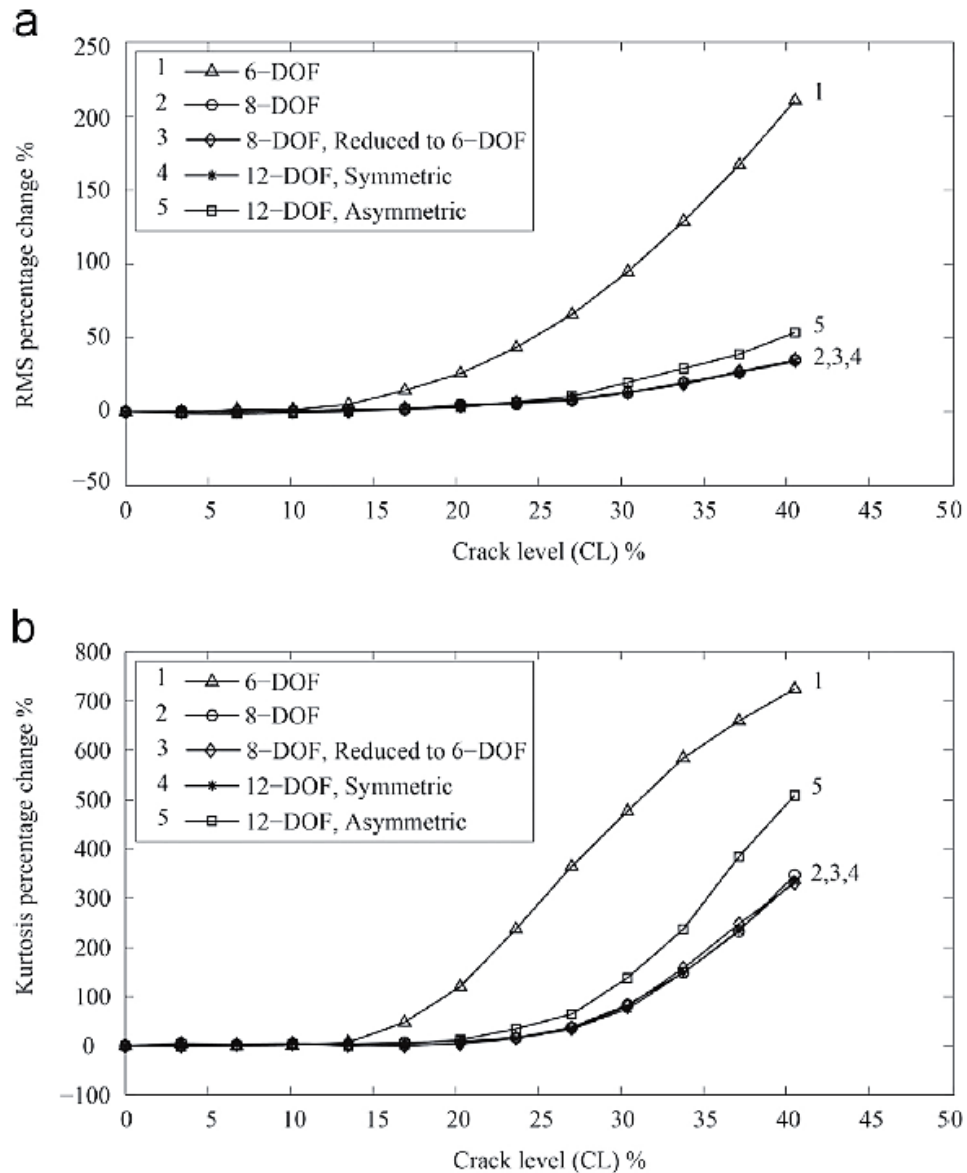 a
250
200
150
100
50
0
−50
RMS percentage change %
1 6−DOF
2 8−DOF
3 8−DOF, Reduced to 6−DOF
4 12−DOF, Symmetric
5 12−DOF, Asymmetric
1
5
2,3,4
0 5 10 15 20 25 30 35 40 45 50
Crack level (CL) %
b
800
700
600
500
400
300
200
100
0
−100
Kurtosis percentage change %
1 6−DOF
2 8−DOF
3 8−DOF, Reduced to 6−DOF
4 12−DOF, Symmetric
5 12−DOF, Asymmetric
1
5
2,3,4
0 5 10 15 20 25 30 35 40 45 50
Crack level (CL) %